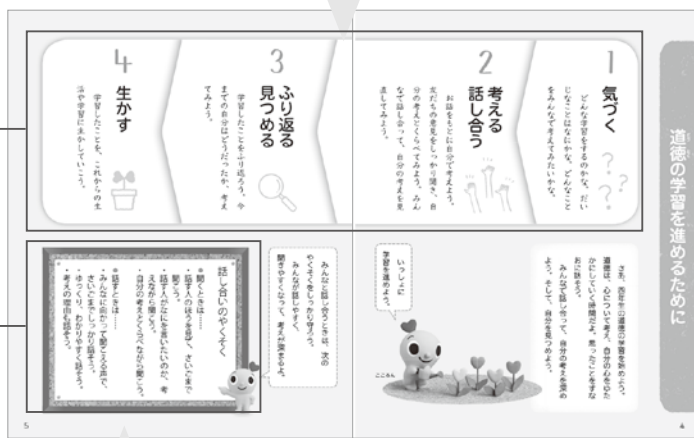 道徳の学習を進めるために
さあ、四年生の道徳の学習を始めよう。
道徳は、心について考え、自分の心をゆた
かにしていく時間だよ。思ったことをすな
おに話そう。
みんなで話し合って、自分の考えを深め
よう。そして、自分を見つめよう。
いっしょに
学習を進めよう。
こころん
1
気づく
どんな学習をするのかな。だい
じなことはなにかな。どんなこと
をみんなで考えてみたいかな。
2
考える
話し合う
お話をもとに自分で考えよう。
友だちの意見をしっかり聞き、自
分の考えとくらべてみよう。みん
なで話し合って、自分の考えを見
直してみよう。
3
ふり返る
見つめる
学習したことをふり返ろう。今
までの自分はどうだったか、考え
てみよう。
4
生かす
学習したことを、これからの生
活や学習に生かしていこう。
みんなと話し合うときは、次の
やくそくをしっかり守ろう。
みんなが話しやすく、
聞きやすくなって、考えが深まるよ。
話し合いのやくそく
●聞くときは……
・話す人のほうを見て、さいごまで
聞こう。
・話す人がなにを言いたいのか、考
えながら聞こう。
・自分の考えとくらべながら聞こう。
●話すときは……
・みんなに向かって聞こえる声で、
さいごまでしっかり話そう。
・ゆっくり、わかりやすく話そう。
・考えの理由も話そう。
5
4